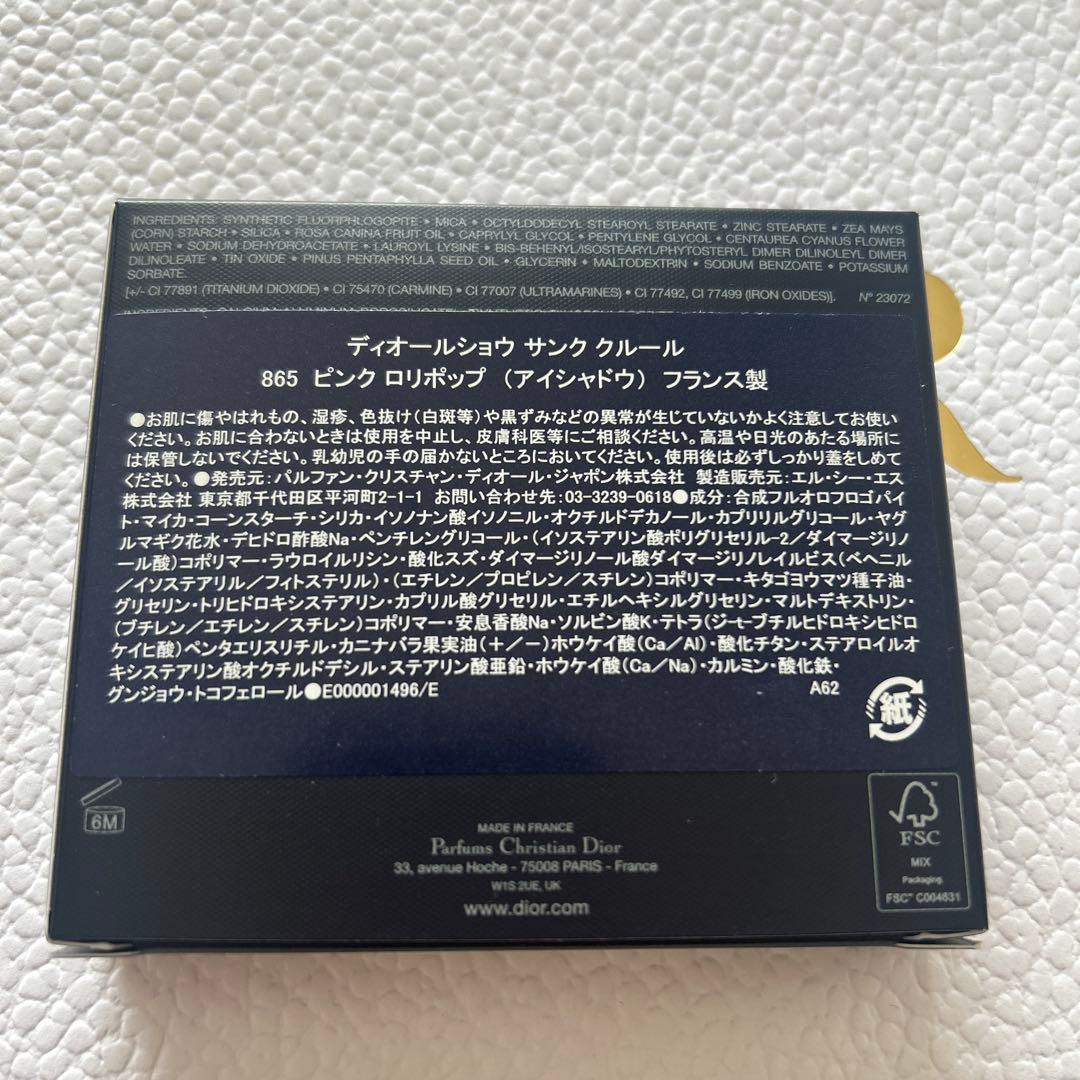 INGREDIENTS: SYNTHETIC FLUORPHLOGOPITE • MICA • OCTYLDODECYL STEAROYL STEARATE • ZINC STEARATE • ZEA MAYS
(CORN) STARCH • SILICA • ROSA CANINA FRUIT OIL • CAPRYLYL GLYCOL • PENTYLENE GLYCOL • CENTAUREA CYANUS FLOWER
WATER • SODIUM DEHYDROACETATE • LAUROYL LYSINE • BIS-BEHENYL/ISOSTEARYL/PHYTOSTERYL DIMER DILINOLEYL DIMER
DILINOLEATE • TIN OXIDE • PINUS PENTAPHYLLA SEED OIL • GLYCERIN • MALTODEXTRIN • SODIUM BENZOATE • POTASSIUM
SORBATE.
[+/- CI 77891 (TITANIUM DIOXIDE) • CI 75470 (CARMINE) • CI 77007 (ULTRAMARINES) • CI 77492, CI 77499 (IRON OXIDES)]. N° 23072
ディオールショウ サンク クルール
865 ピンク ロリポップ （アイシャドウ） フランス製
●お肌に傷やはれもの、湿疹、色抜け（白斑等）や黒ずみなどの異常が生じていないかよく注意してお使い
ください。お肌に合わないときは使用を中止し、皮膚科医等にご相談ください。高温や日光のあたる場所に
は保管しないでください。乳幼児の手の届かないところにおいてください。使用後は必ずしっかり蓋をしめて
ください。●発売元：パルファン・クリスチャン・ディオール・ジャポン株式会社 製造販売元：エル・シー・エス
株式会社 東京都千代田区平河町2-1-1 お問い合わせ先：03-3239-0618●成分：合成フルオロフロゴパイ
ト・マイカ・コーンスターチ・シリカ・イソノナン酸イソノニル・オクチルドデカノール・カプリリルグリコール・ヤグ
ルマギク花水・デヒドロ酢酸Na・ペンチレングリコール・（イソステアリン酸ポリグリセリル-2／ダイマージリノ
ール酸）コポリマー・ラウロイルリシン・酸化スズ・ダイマージリノール酸ダイマージリノレイルビス（ベヘニル
／イソステアリル／フィトステリル）・（エチレン／プロピレン／スチレン）コポリマー・キタゴヨウマツ種子油・
グリセリン・トリヒドロキシステアリン・カプリル酸グリセリル・エチルヘキシルグリセリン・マルトデキストリン・
（ブチレン／エチレン／スチレン）コポリマー・安息香酸Na・ソルビン酸K・テトラ（ジ-t-ブチルヒドロキシヒドロ
ケイヒ酸）ペンタエリスリチル・カニナバラ果実油（＋／－）ホウケイ酸（Ca／Al）・酸化チタン・ステアロイルオ
キシステアリン酸オクチルドデシル・ステアリン酸亜鉛・ホウケイ酸（Ca／Na）・カルミン・酸化鉄・
グンジョウ・トコフェロール●E000001496/E A62
紙
6M
MADE IN FRANCE
Parfums Christian Dior
33, avenue Hoche - 75008 PARIS - France
W1S 2UE, UK
www.dior.com
FSC
MIX
Packaging
FSC™ C004631